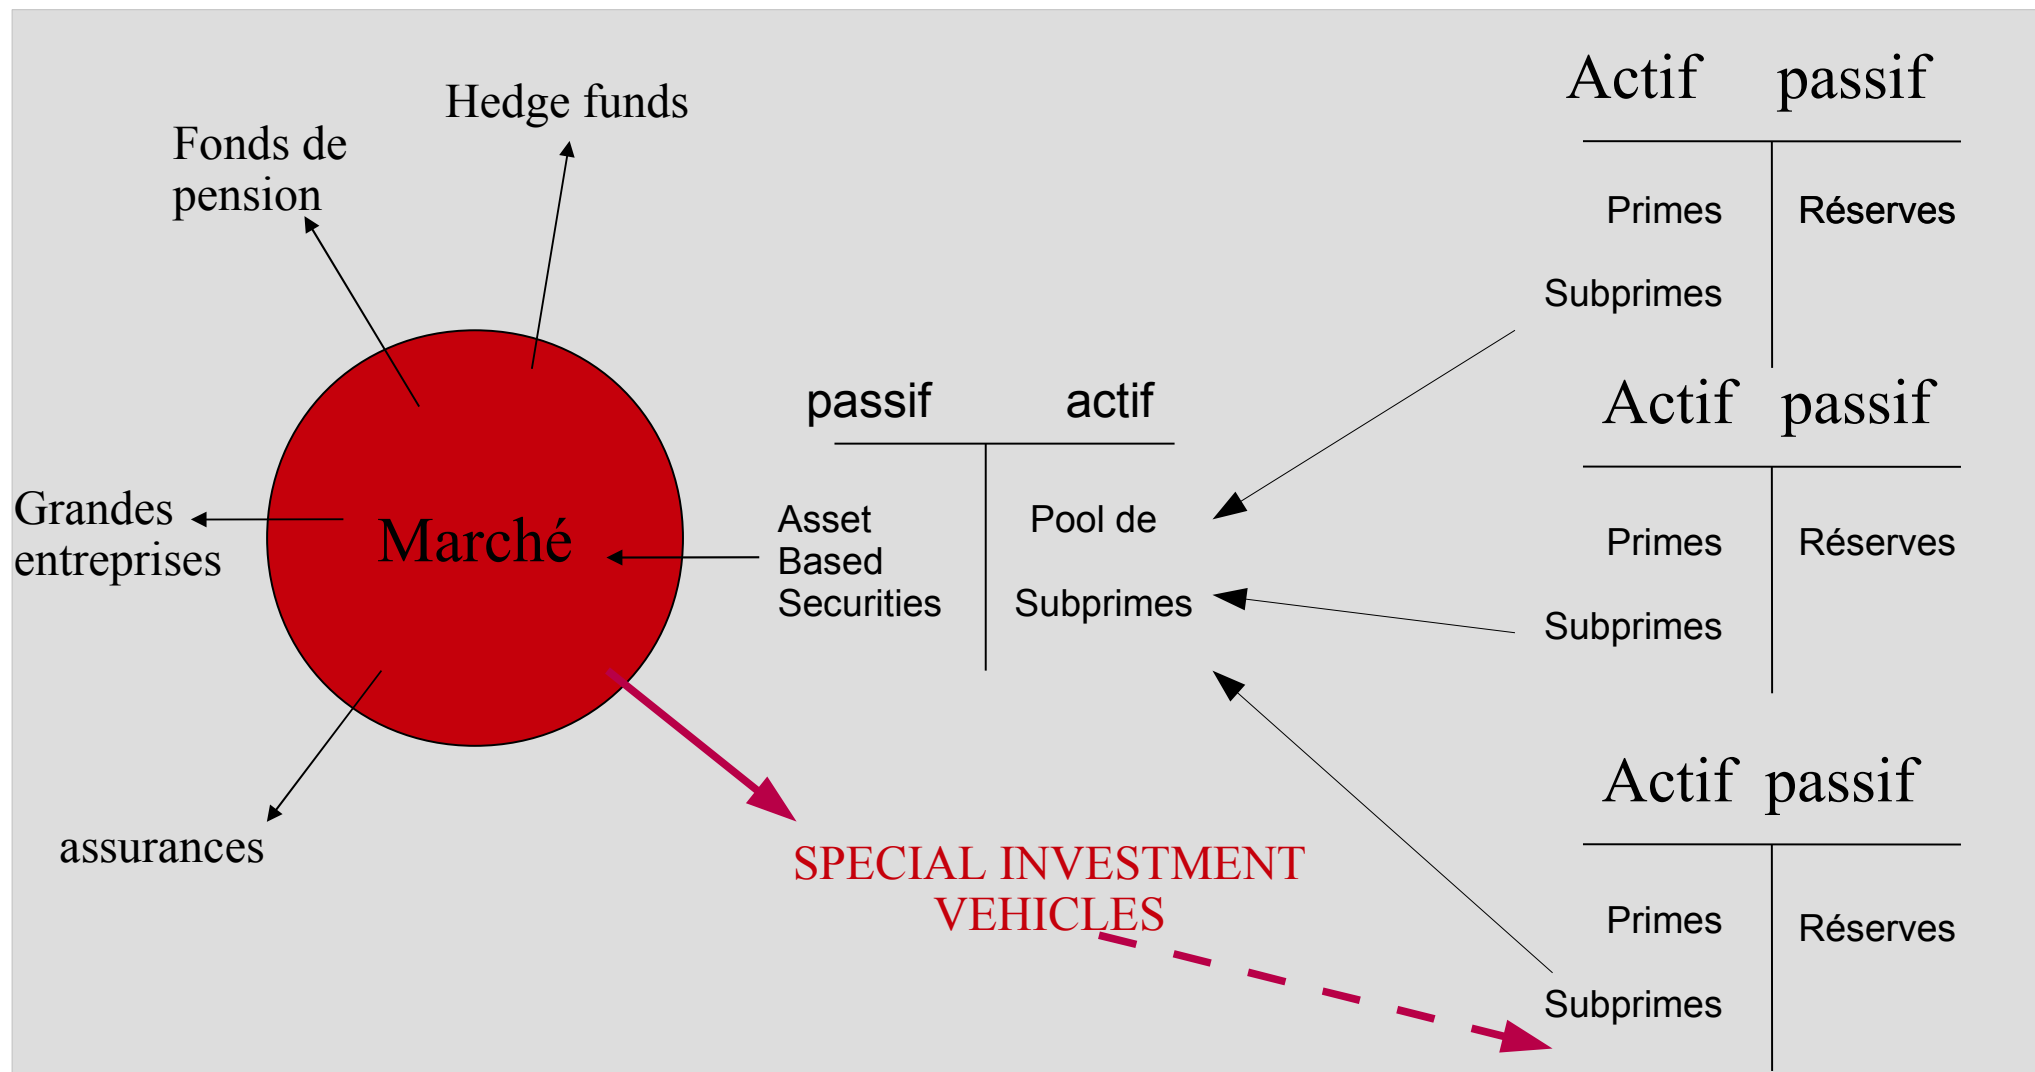 Hedge funds
Fonds de
pension
Grandes
entreprises
Marché
assurances
passif actif
Asset
Based
Securities
Pool de
Subprimes
SPECIAL INVESTMENT
VEHICLES
Actif passif
Primes
Réserves
Subprimes
Actif passif
Primes
Réserves
Subprimes
Actif passif
Primes
Réserves
Subprimes